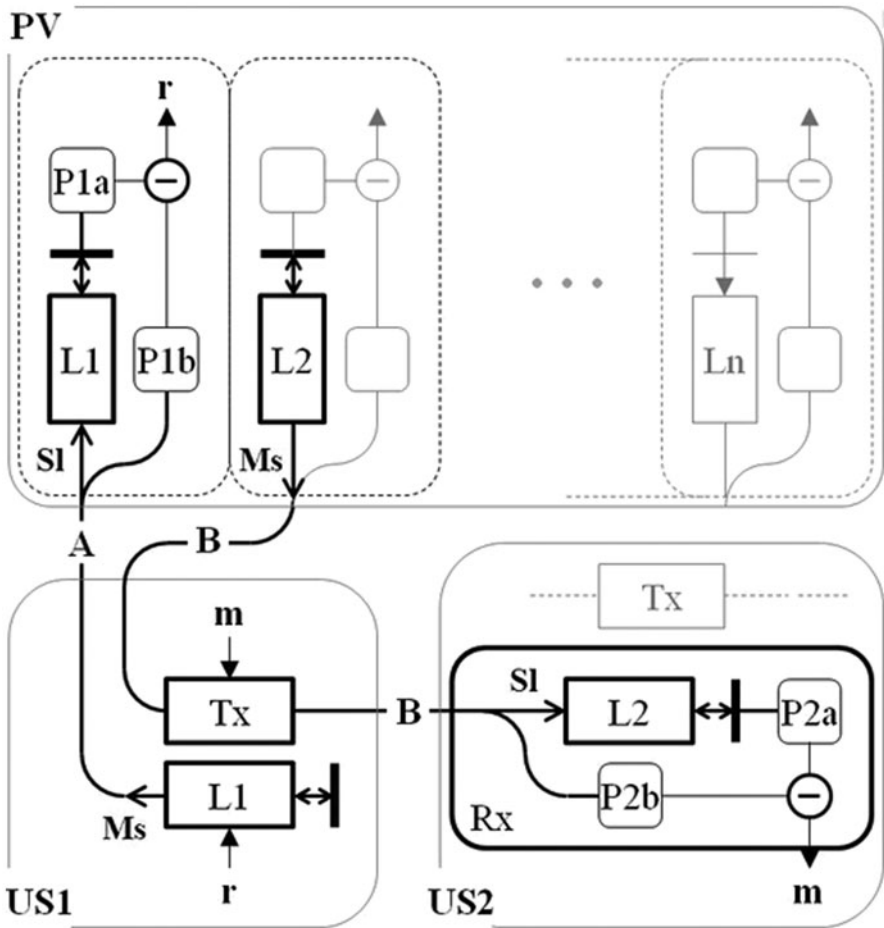 PV
r
P1a
−
−
−
L1
P1b
L2
Ln
Sl
Ms
A
B
m
Tx
Tx
B
Sl
L2
P2a
L1
Ms
P2b
−
Rx
r
m
US1
US2